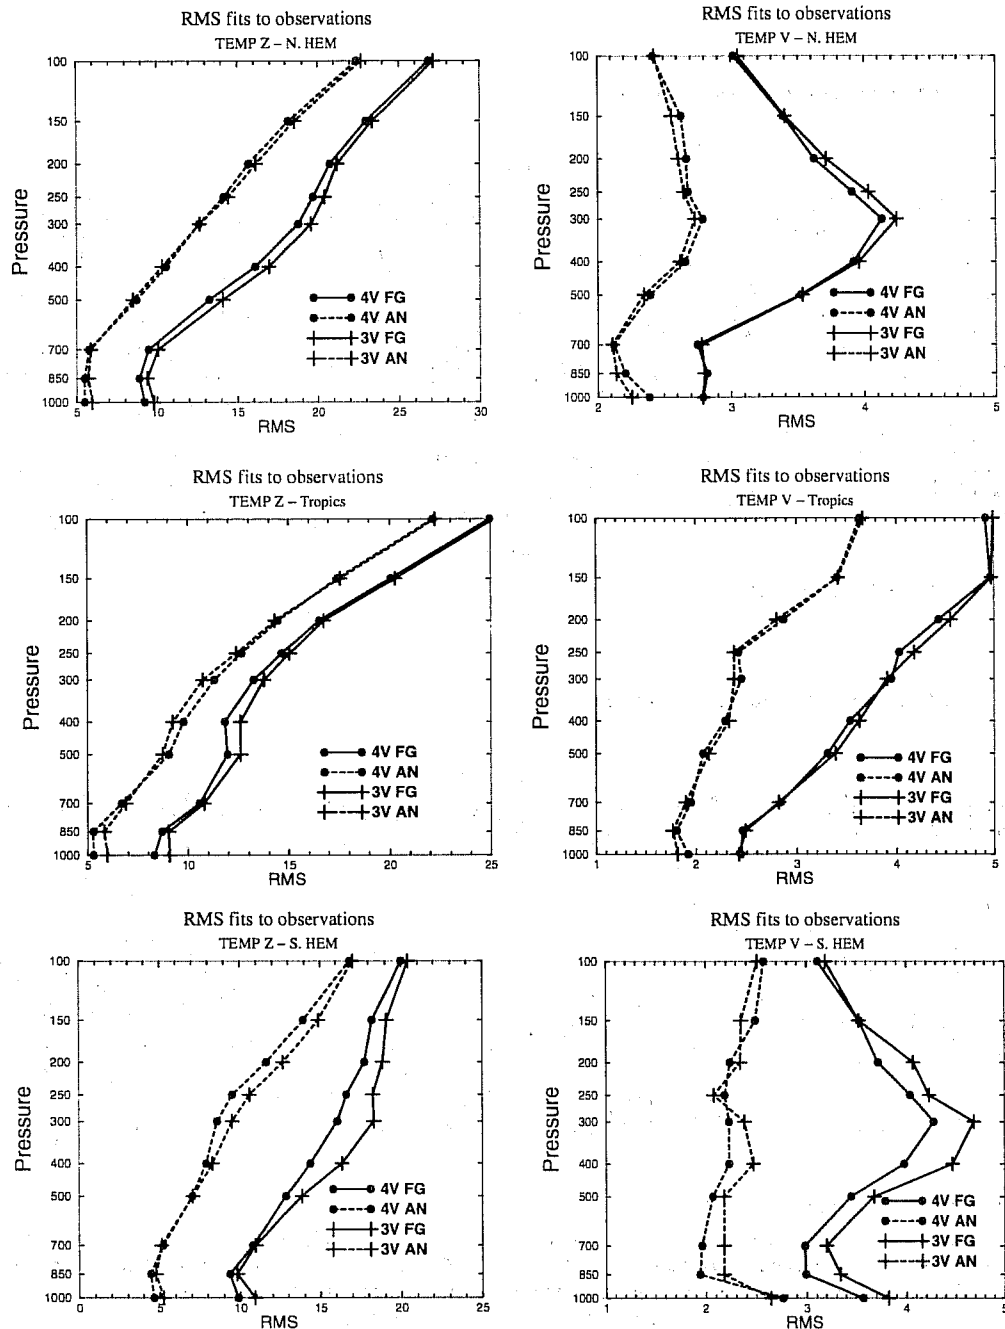 RMS fits to observations
TEMP Z – N. HEM
Pressure
100
150
200
250
300
400
500
700
850
1000
5 10 15 20 25 30
RMS
4V FG
4V AN
3V FG
3V AN
RMS fits to observations
TEMP V – N. HEM
Pressure
100
150
200
250
300
400
500
700
850
1000
2 3 4 5
RMS
4V FG
4V AN
3V FG
3V AN
RMS fits to observations
TEMP Z – Tropics
Pressure
100
150
200
250
300
400
500
700
850
1000
5 10 15 20 25
RMS
4V FG
4V AN
3V FG
3V AN
RMS fits to observations
TEMP V – Tropics
Pressure
100
150
200
250
300
400
500
700
850
1000
1 2 3 4 5
RMS
4V FG
4V AN
3V FG
3V AN
RMS fits to observations
TEMP Z – S. HEM
Pressure
100
150
200
250
300
400
500
700
850
1000
0 5 10 15 20 25
RMS
4V FG
4V AN
3V FG
3V AN
RMS fits to observations
TEMP V – S. HEM
Pressure
100
150
200
250
300
400
500
700
850
1000
1 2 3 4 5
RMS
4V FG
4V AN
3V FG
3V AN